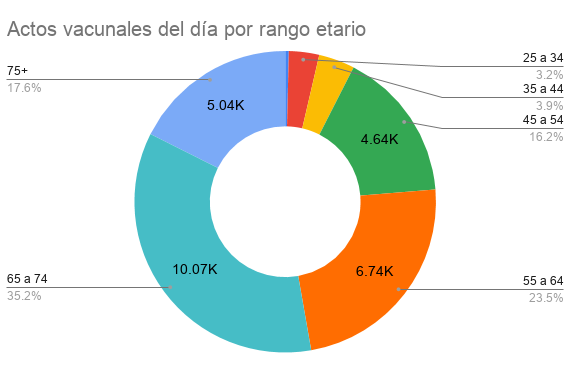 Actos vacunales del día por rango etario
75+
17.6%
5.04K
25 a 34
3.2%
35 a 44
3.9%
45 a 54
16.2%
4.64K
10.07K
6.74K
65 a 74
35.2%
55 a 64
23.5%